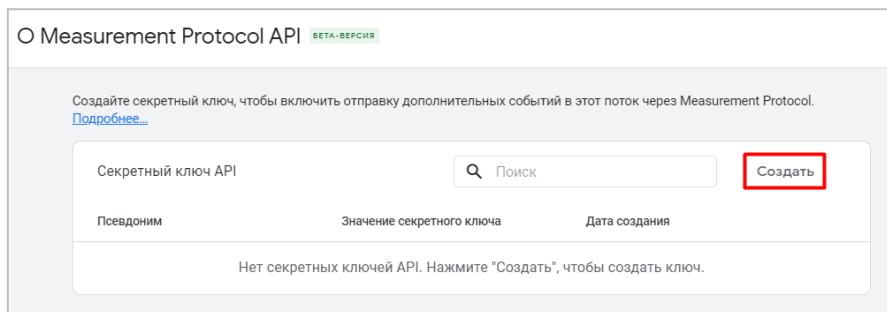 О Measurement Protocol API БЕТА-ВЕРСИЯ
Создайте секретный ключ, чтобы включить отправку дополнительных событий в этот поток через Measurement Protocol.
Подробнее...
Секретный ключ API Поиск Создать
Псевдоним Значение секретного ключа Дата создания
Нет секретных ключей API. Нажмите "Создать", чтобы создать ключ.